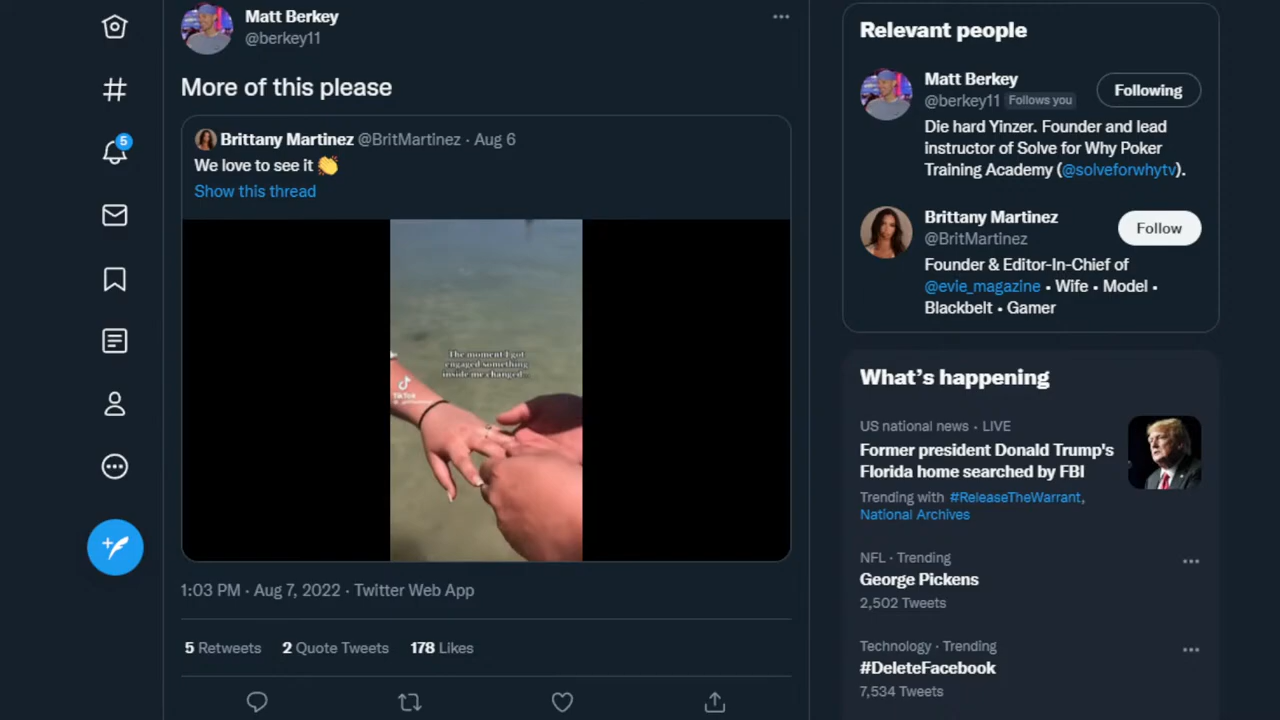 Matt Berkey
@berkey11
More of this please
Brittany Martinez @BritMartinez · Aug 6
We love to see it 👏
Show this thread
The moment I got
engaged something
inside me changed...
TikTok
1:03 PM · Aug 7, 2022 · Twitter Web App
5 Retweets 2 Quote Tweets 178 Likes
5
Relevant people
Matt Berkey
@berkey11 Follows you
Following
Die hard Yinzer. Founder and lead
instructor of Solve for Why Poker
Training Academy (@solveforwhytv).
Brittany Martinez
@BritMartinez
Follow
Founder & Editor-In-Chief of
@evie_magazine • Wife • Model •
Blackbelt • Gamer
What's happening
US national news · LIVE
Former president Donald Trump's
Florida home searched by FBI
Trending with #ReleaseTheWarrant,
National Archives
NFL · Trending
George Pickens
2,502 Tweets
Technology · Trending
#DeleteFacebook
7,534 Tweets